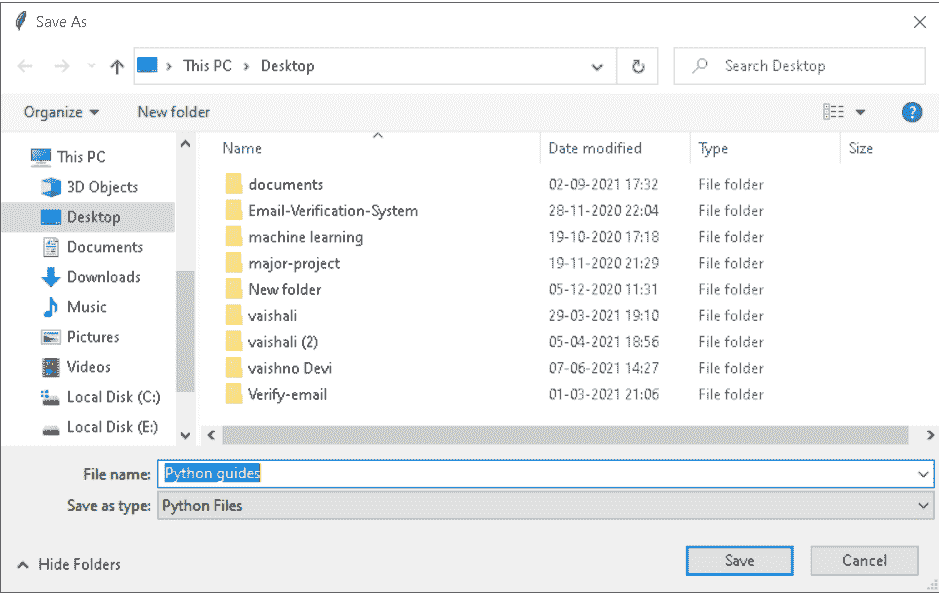 Save As
This PC > Desktop
Search Desktop
Organize New folder
?
Name Date modified Type Size
This PC
3D Objects
Desktop
Documents
Downloads
Music
Pictures
Videos
Local Disk (C:)
Local Disk (E:)
documents 02-09-2021 17:32 File folder
Email-Verification-System 28-11-2020 22:04 File folder
machine learning 19-10-2020 17:18 File folder
major-project 19-11-2020 21:29 File folder
New folder 05-12-2020 11:31 File folder
vaishali 29-03-2021 19:10 File folder
vaishali (2) 05-04-2021 18:56 File folder
vaishno Devi 07-06-2021 14:27 File folder
Verify-email 01-03-2021 21:06 File folder
File name: Python guides
Save as type: Python Files
Hide Folders
Save Cancel